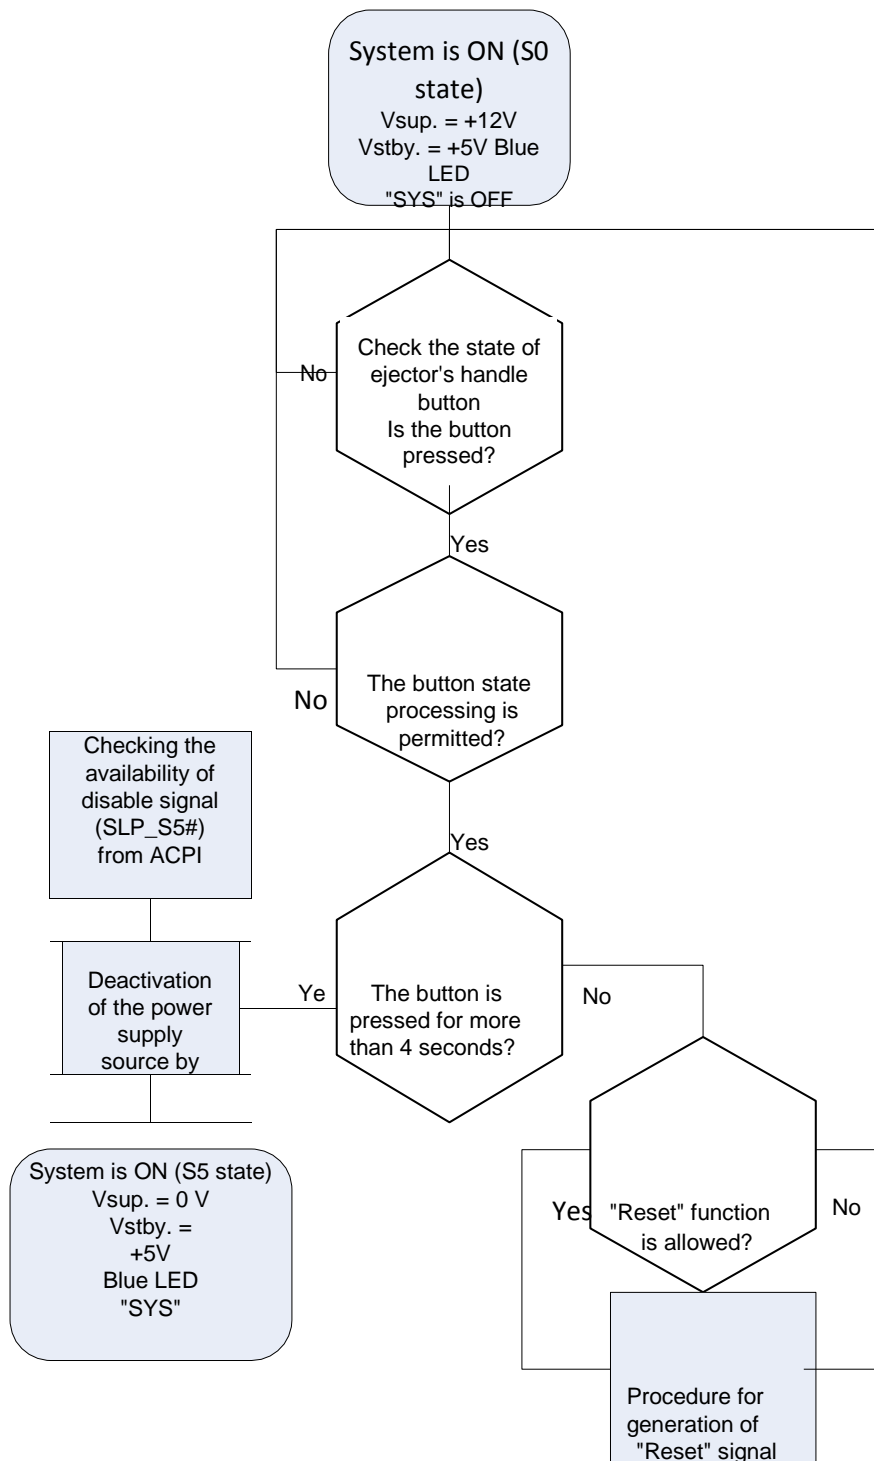 System is ON (S0
state)
Vsup. = +12V
Vstby. = +5V Blue
LED
"SYS" is OFF
Check the state of
ejector's handle
button
Is the button
pressed?
No
Yes
The button state
processing is
permitted?
No
Yes
Checking the
availability of
disable signal
(SLP_S5#)
from ACPI
Deactivation
of the power
supply
source by
Ye
The button is
pressed for more
than 4 seconds?
No
System is ON (S5 state)
Vsup. = 0 V
Vstby. =
+5V
Blue LED
"SYS"
Yes
"Reset" function
is allowed?
No
Procedure for
generation of
"Reset" signal